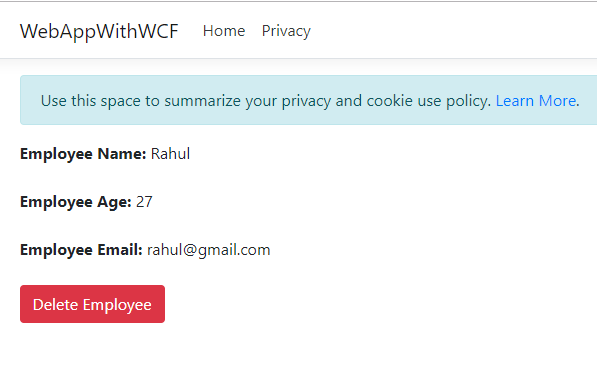 WebAppWithWCF Home Privacy
Use this space to summarize your privacy and cookie use policy. Learn More.
Employee Name: Rahul
Employee Age: 27
Employee Email: rahul@gmail.com
Delete Employee